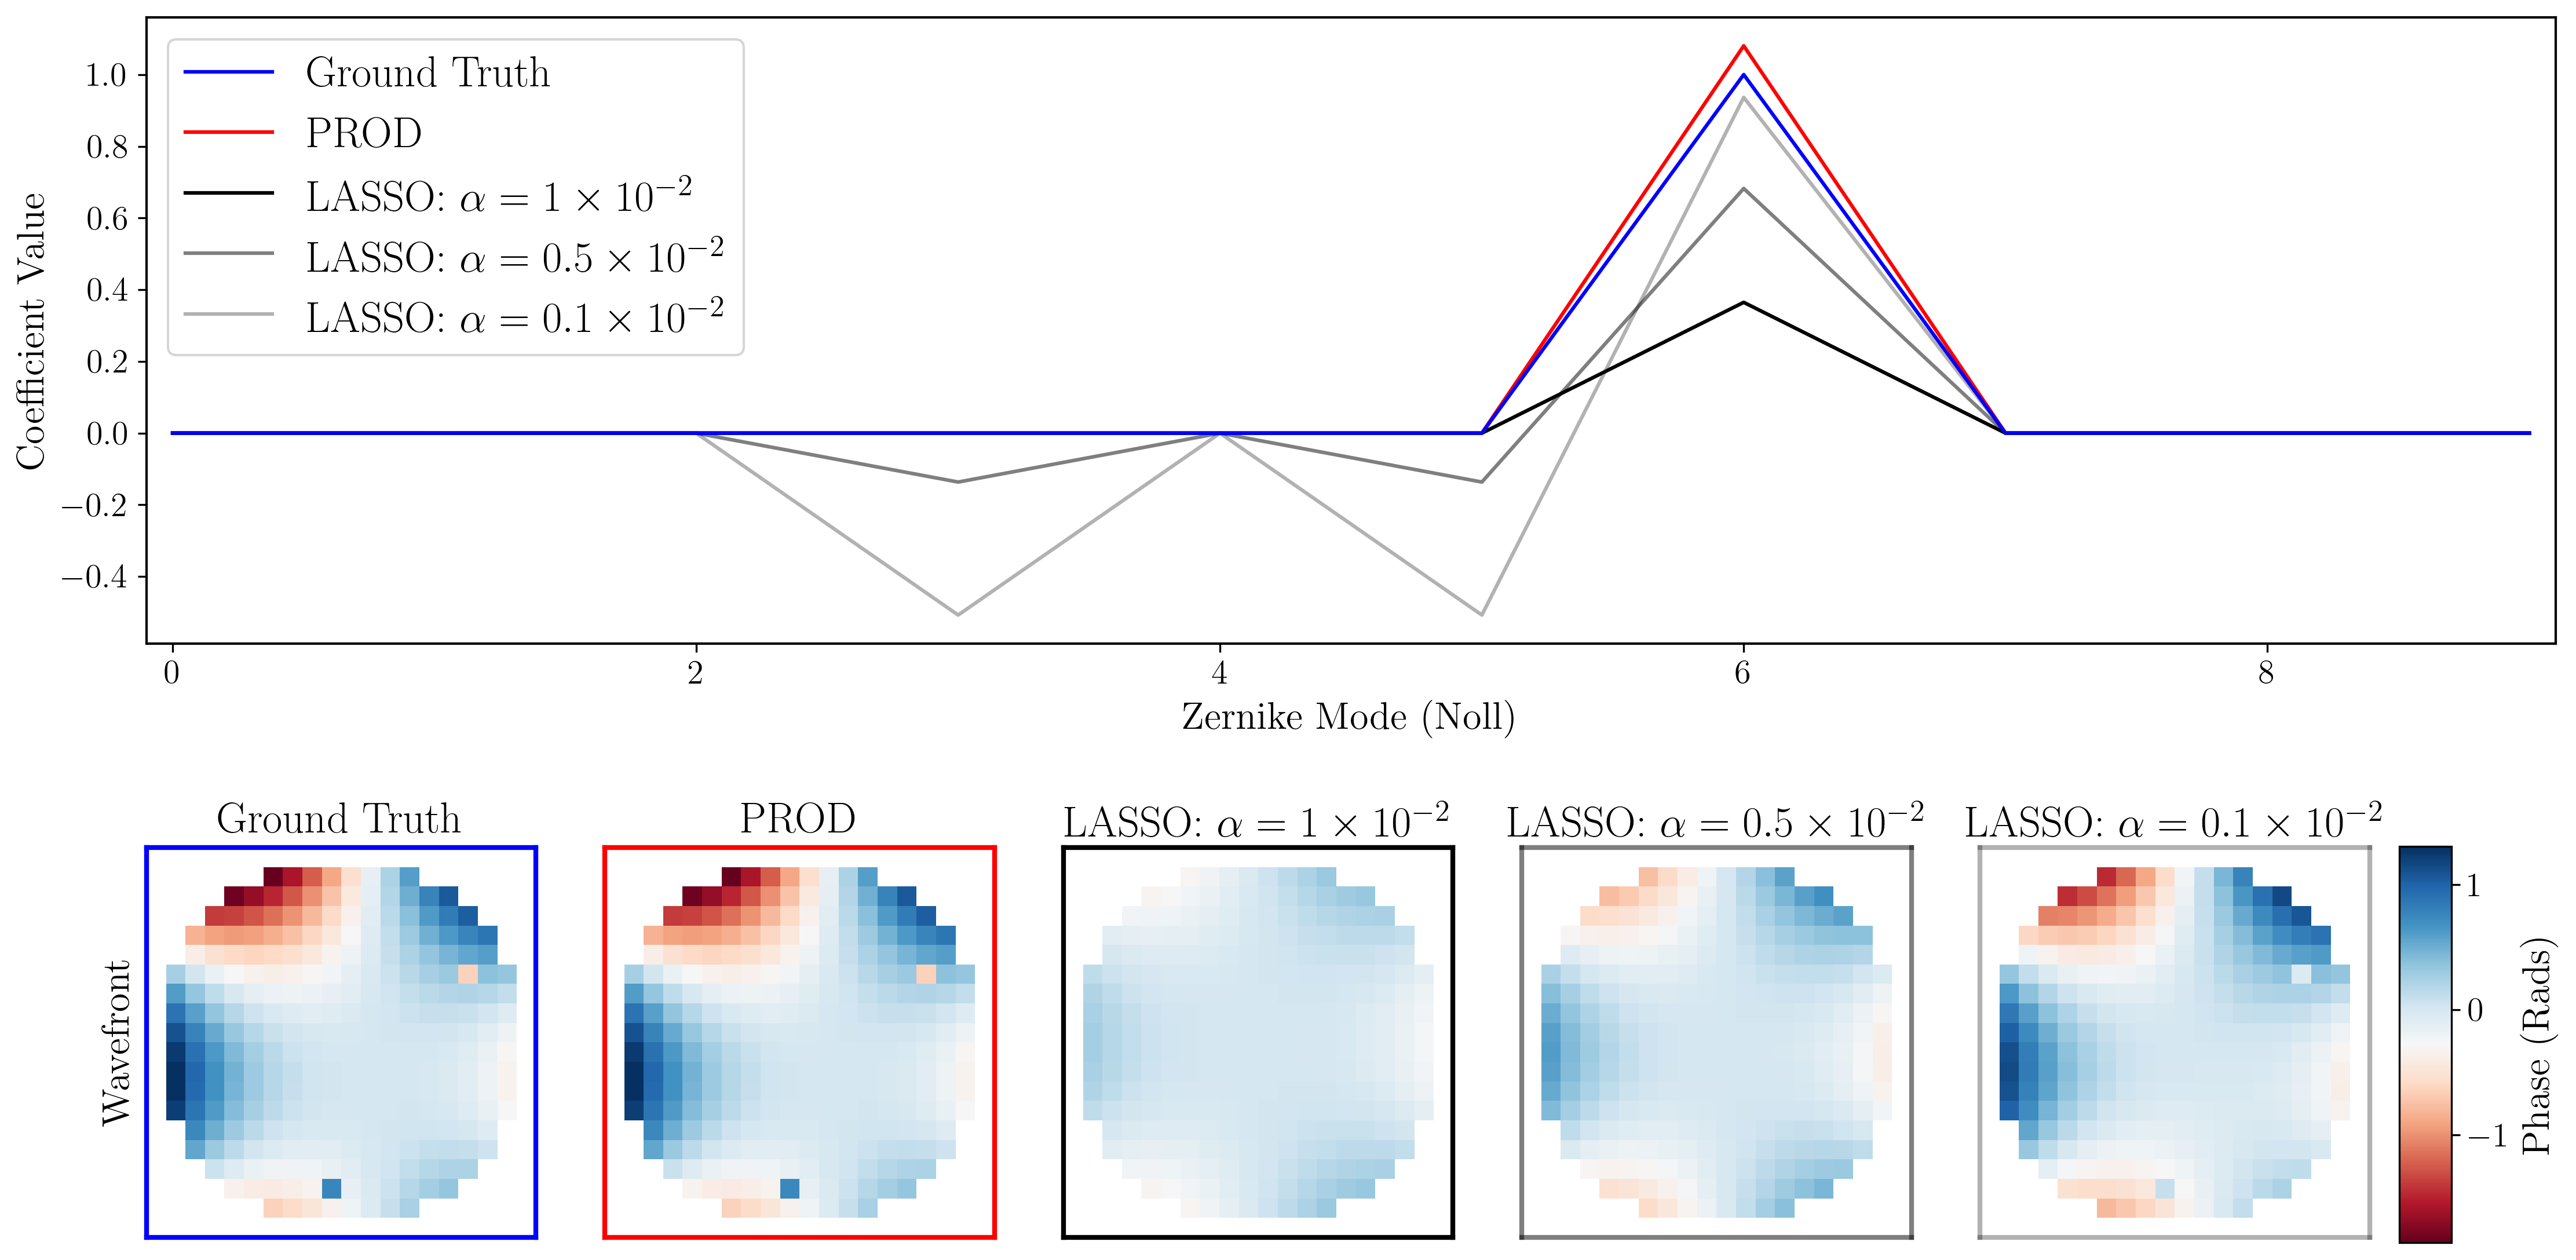 Coefficient Value
1.0
0.8
0.6
0.4
0.2
0.0
−0.2
−0.4
Ground Truth
PROD
LASSO: α = 1 × 10⁻²
LASSO: α = 0.5 × 10⁻²
LASSO: α = 0.1 × 10⁻²
0 2 4 6 8
Zernike Mode (Noll)
Ground Truth
PROD
LASSO: α = 1 × 10⁻²
LASSO: α = 0.5 × 10⁻²
LASSO: α = 0.1 × 10⁻²
Wavefront
1
0
−1
Phase (Rads)